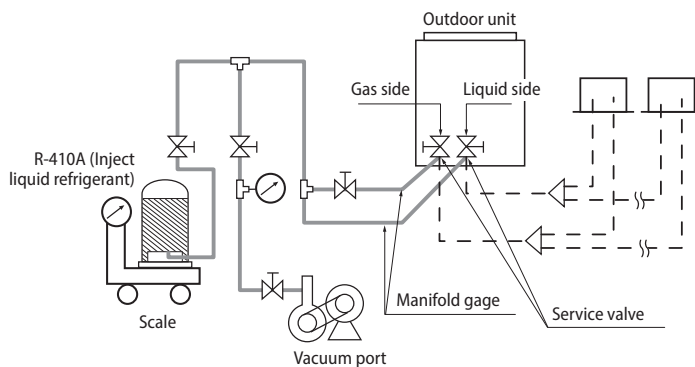 Outdoor unit
Gas side
Liquid side
R-410A (Inject
liquid refrigerant)
Manifold gage
Service valve
Scale
Vacuum port